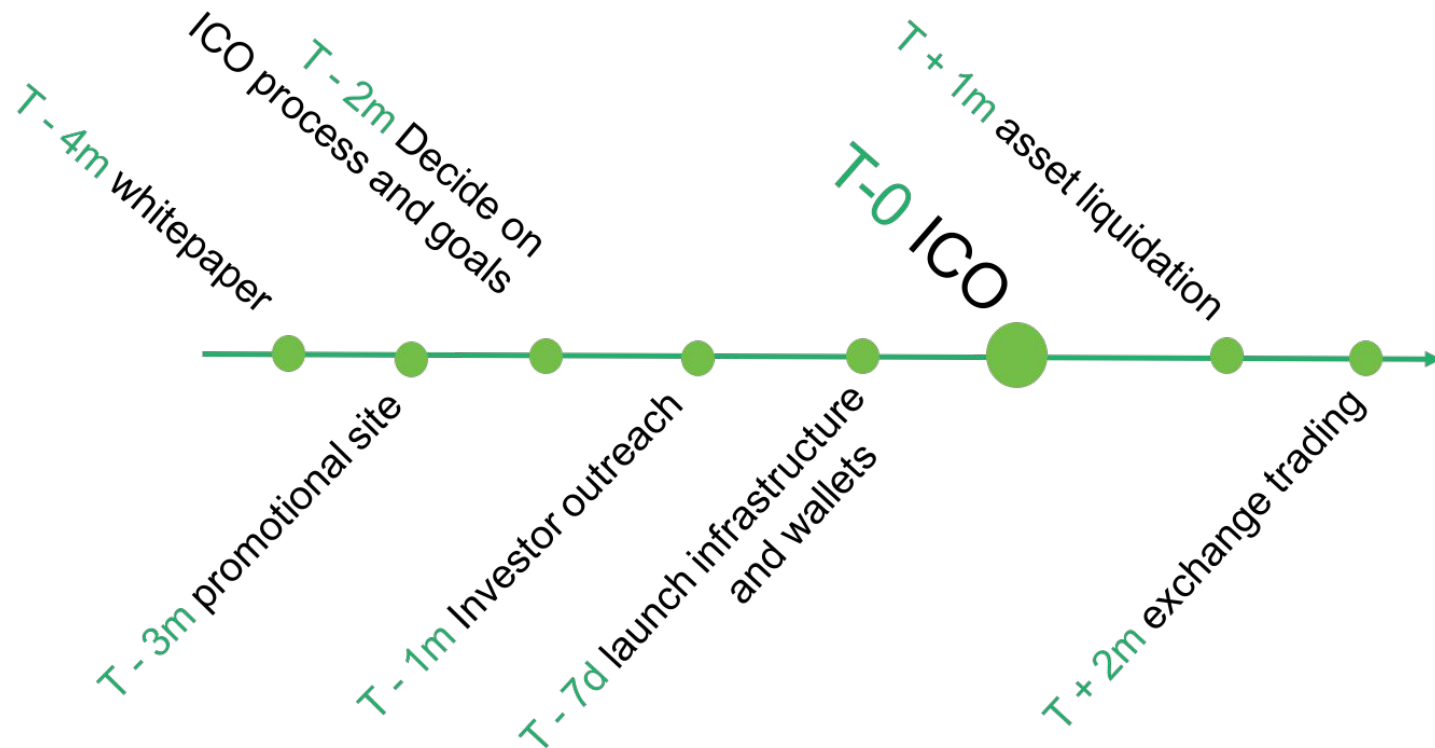 T - 4m whitepaper
T - 3m promotional site
T - 2m Decide on
ICO process and goals
T - 1m Investor outreach
T - 7d launch infrastructure
and wallets
T-0 ICO
T + 1m asset liquidation
T + 2m exchange trading